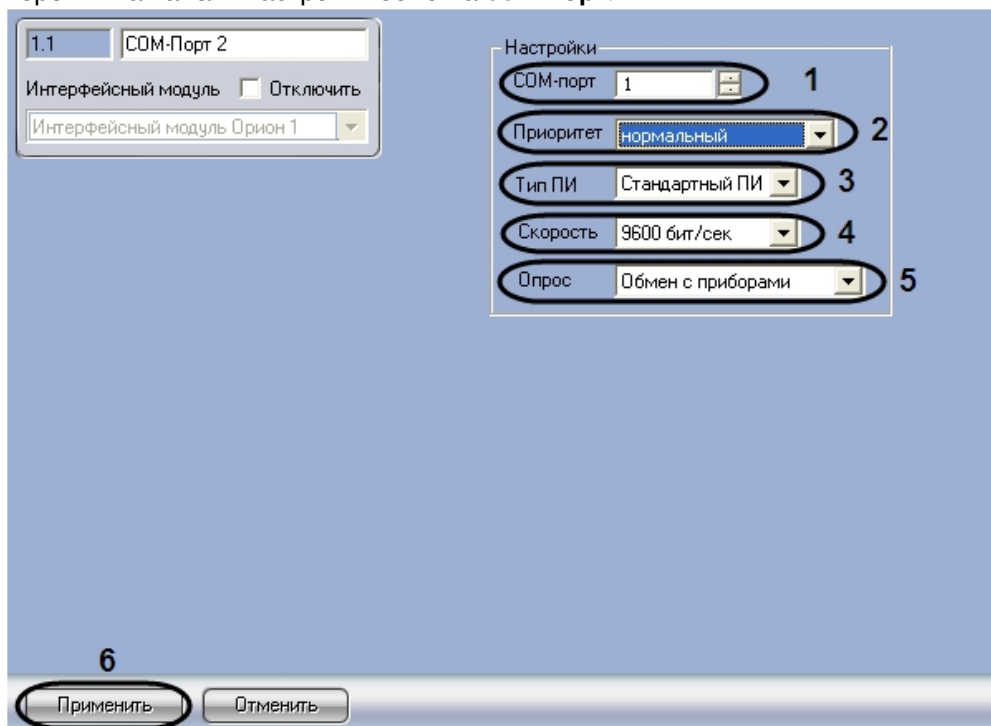 1.1 COM-Порт 2
Интерфейсный модуль Отключить
Интерфейсный модуль Орион 1
Настройки
COM-порт 1 1
Приоритет нормальный 2
Тип ПИ Стандартный ПИ 3
Скорость 9600 бит/сек 4
Опрос Обмен с приборами 5
6
Применить Отменить